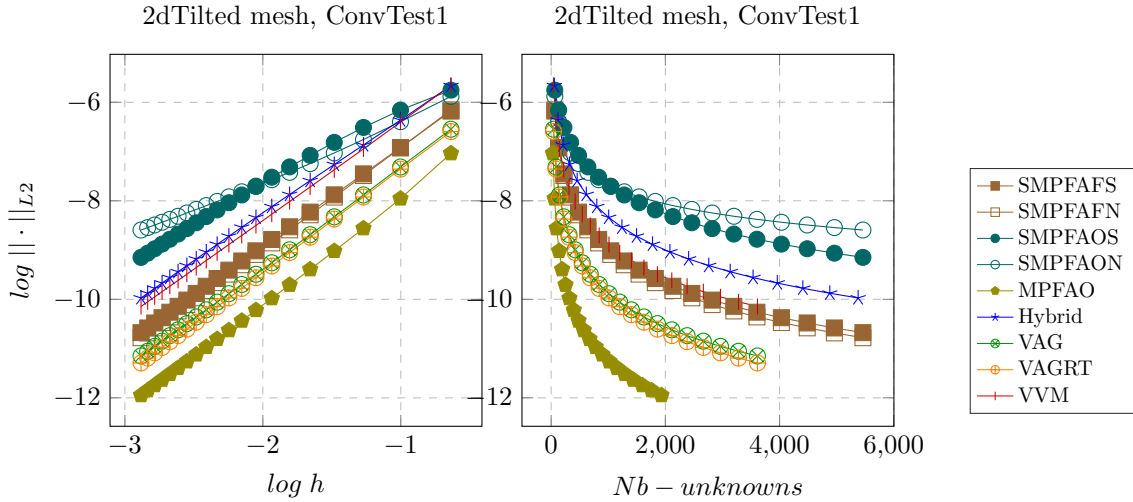 2dTilted mesh, ConvTest1
−6
−8
−10
−12
−3
−2
−1
log h
log || · ||L2
2dTilted mesh, ConvTest1
−6
−8
−10
−12
0
2,000
4,000
6,000
Nb − unknowns
SMPFAFS
SMPFAFN
SMPFAOS
SMPFAON
MPFAO
Hybrid
VAG
VAGRT
VVM